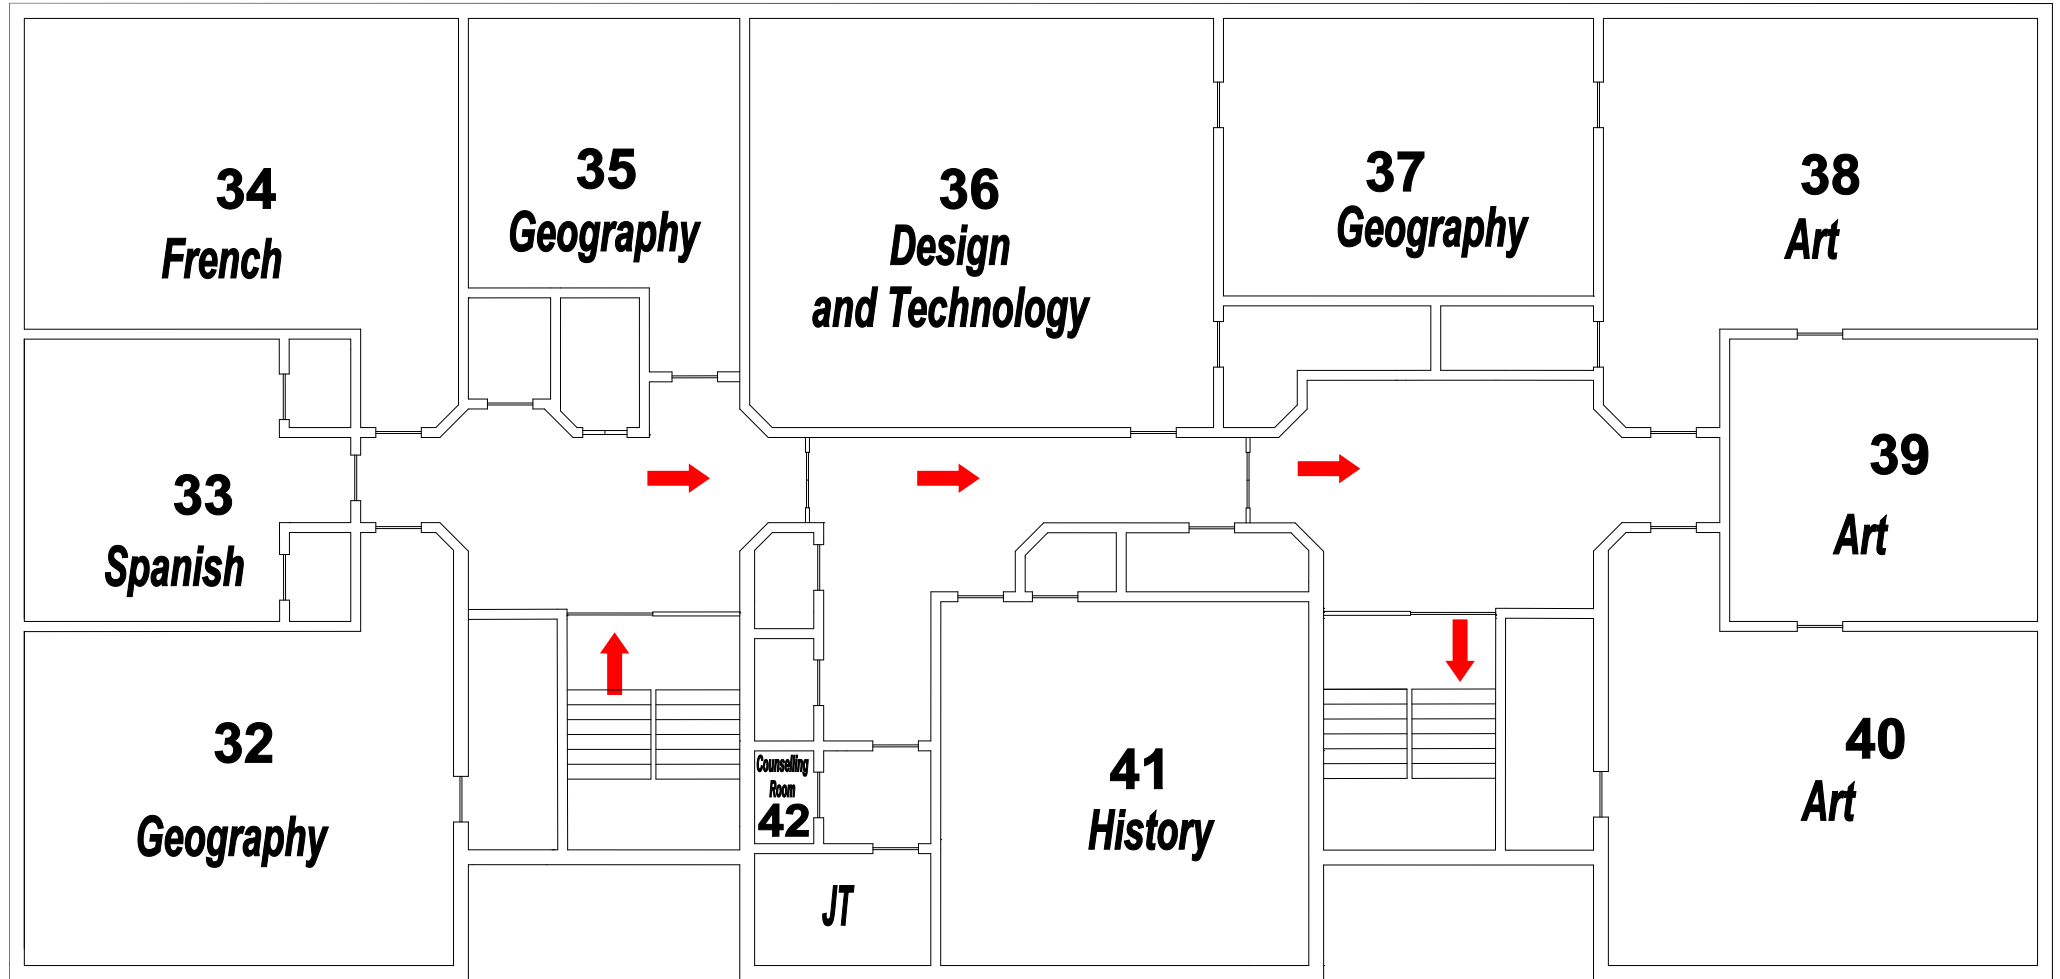 34
French
35
Geography
36
Design
and Technology
37
Geography
38
Art
33
Spanish
39
Art
32
Geography
Counselling
Room
42
41
History
40
Art
JT